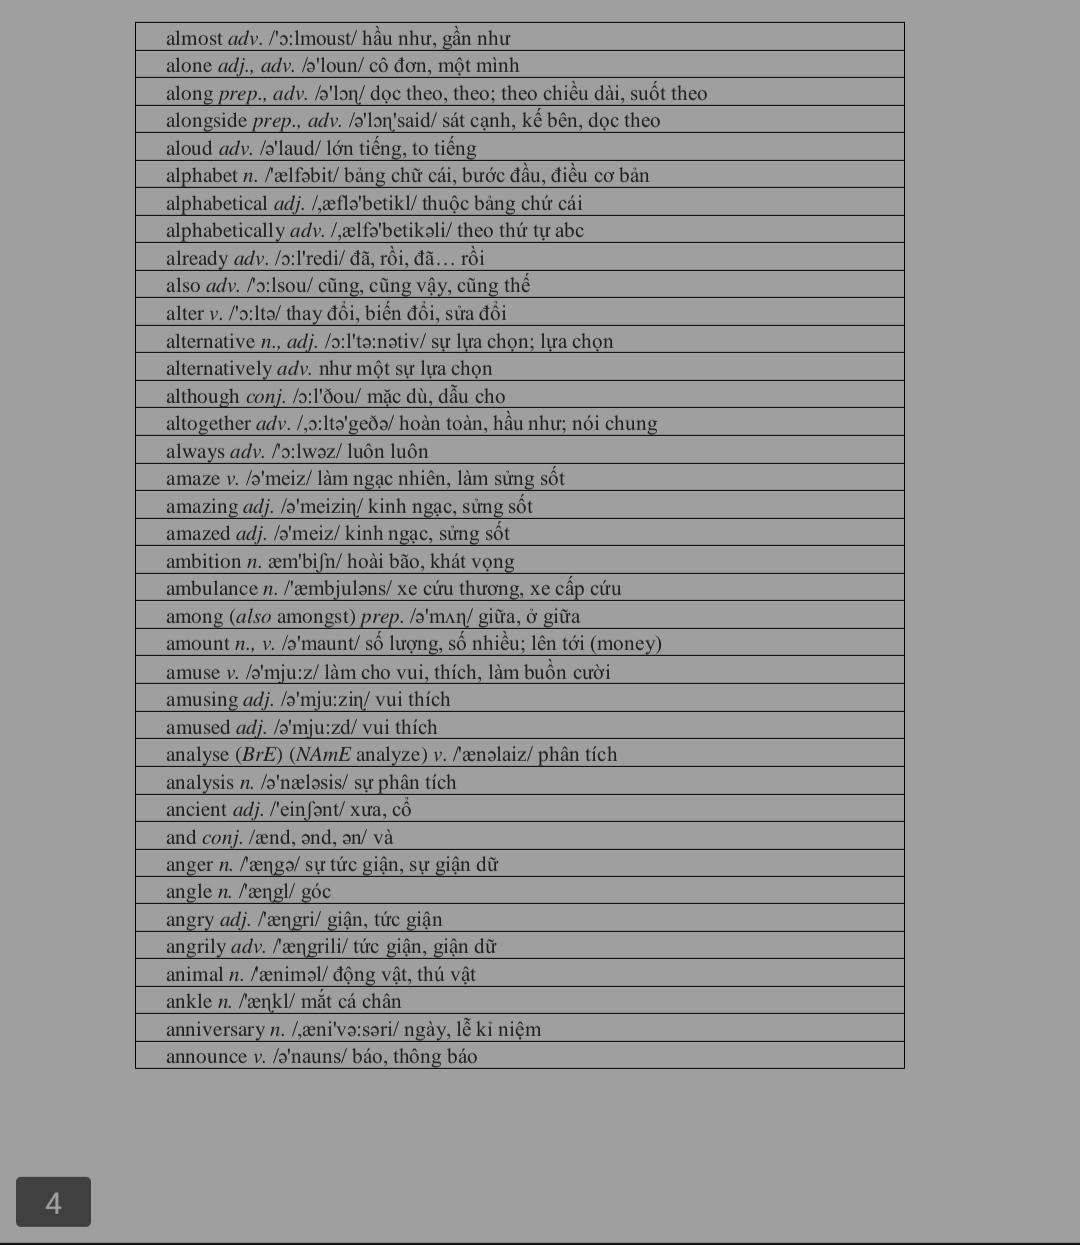 almost adv. /'ɔ:lmoust/ hầu như, gần như
alone adj., adv. /ə'loun/ cô đơn, một mình
along prep., adv. /ə'lɔɳ/ dọc theo, theo; theo chiều dài, suốt theo
alongside prep., adv. /ə'lɔɳ'said/ sát cạnh, kế bên, dọc theo
aloud adv. /ə'laud/ lớn tiếng, to tiếng
alphabet n. /'ælfəbit/ bảng chữ cái, bước đầu, điều cơ bản
alphabetical adj. /,æflə'betikl/ thuộc bảng chứ cái
alphabetically adv. /,ælfə'betikəli/ theo thứ tự abc
already adv. /ɔ:l'redi/ đã, rồi, đã… rồi
also adv. /'ɔ:lsou/ cũng, cũng vậy, cũng thế
alter v. /'ɔ:ltə/ thay đổi, biến đổi, sửa đổi
alternative n., adj. /ɔ:l'tə:nətiv/ sự lựa chọn; lựa chọn
alternatively adv. như một sự lựa chọn
although conj. /ɔ:l'ðou/ mặc dù, dẫu cho
altogether adv. /,ɔ:ltə'geðə/ hoàn toàn, hầu như; nói chung
always adv. /'ɔ:lwəz/ luôn luôn
amaze v. /ə'meiz/ làm ngạc nhiên, làm sửng sốt
amazing adj. /ə'meiziɳ/ kinh ngạc, sửng sốt
amazed adj. /ə'meiz/ kinh ngạc, sửng sốt
ambition n. æm'biʃn/ hoài bão, khát vọng
ambulance n. /'æmbjuləns/ xe cứu thương, xe cấp cứu
among (also amongst) prep. /ə'mʌɳ/ giữa, ở giữa
amount n., v. /ə'maunt/ số lượng, số nhiều; lên tới (money)
amuse v. /ə'mju:z/ làm cho vui, thích, làm buồn cười
amusing adj. /ə'mju:ziɳ/ vui thích
amused adj. /ə'mju:zd/ vui thích
analyse (BrE) (NAmE analyze) v. /'ænəlaiz/ phân tích
analysis n. /ə'næləsis/ sự phân tích
ancient adj. /'einʃənt/ xưa, cổ
and conj. /ænd, ənd, ən/ và
anger n. /'æɳgə/ sự tức giận, sự giận dữ
angle n. /'æɳgl/ góc
angry adj. /'æɳgri/ giận, tức giận
angrily adv. /'æɳgrili/ tức giận, giận dữ
animal n. /'æniməl/ động vật, thú vật
ankle n. /'æɳkl/ mắt cá chân
anniversary n. /,æni'və:səri/ ngày, lễ kỉ niệm
announce v. /ə'nauns/ báo, thông báo
4